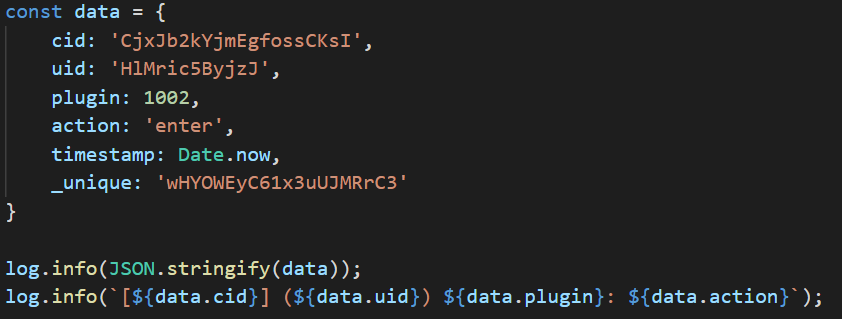 const data = {
    cid: 'CjxJb2kYjmEgfossCKsI',
    uid: 'HlMric5ByjzJ',
    plugin: 1002,
    action: 'enter',
    timestamp: Date.now,
    _unique: 'wHYOWEyC61x3uUJMRrC3'
}
log.info(JSON.stringify(data));
log.info(`[${data.cid}] (${data.uid}) ${data.plugin}: ${data.action}`);